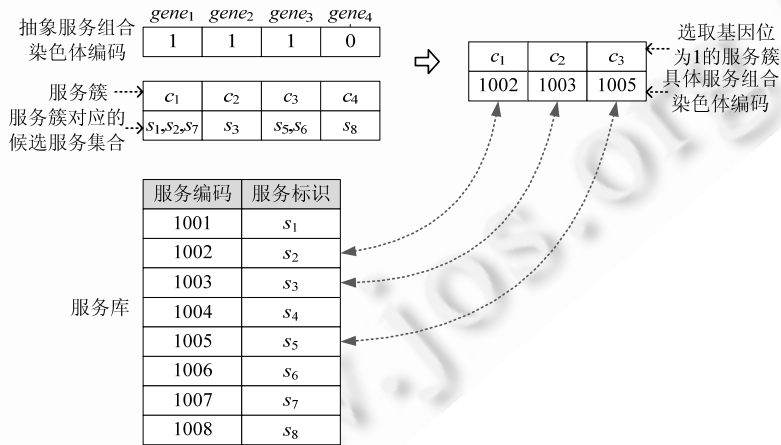 gene1 gene2 gene3 gene4
抽象服务组合
染色体编码
1 1 1 0
服务簇
c1 c2 c3 c4
服务簇对应的
候选服务集合
s1,s2,s7 s3 s5,s6 s8
c1 c2 c3
1002 1003 1005
选取基因位
为1的服务簇
具体服务组合
染色体编码
服务库
服务编码 服务标识
1001 s1
1002 s2
1003 s3
1004 s4
1005 s5
1006 s6
1007 s7
1008 s8
.jos.org